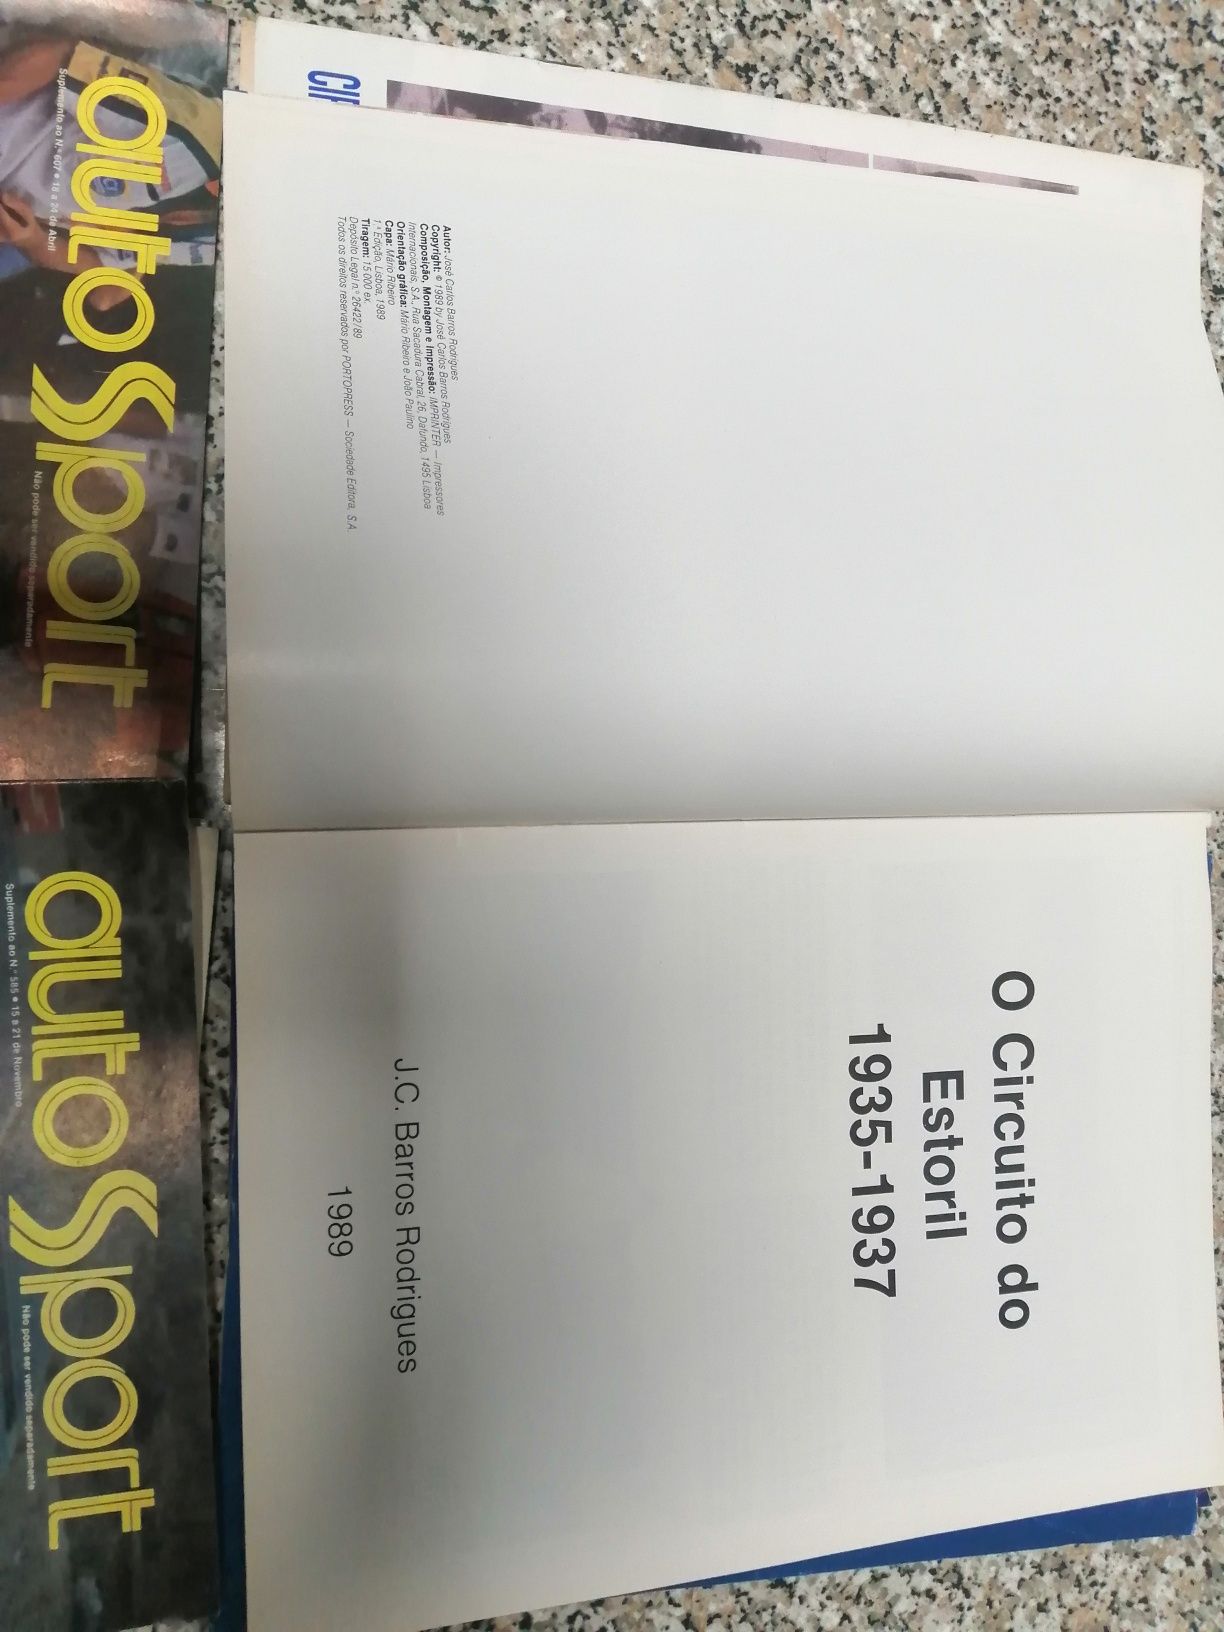 CIR
Autor: José Carlos Barros Rodrigues
Copyright: © 1989 by José Carlos Barros Rodrigues
Composição, Montagem e Impressão: IMPRINTER — Impressores
Internacionais, S.A., Rua Sacadura Cabral, 26, Dafundo, 1495 Lisboa
Orientação gráfica: Mário Ribeiro e João Paulino
Capa: Mário Ribeiro
1.ª Edição, Lisboa, 1989
Tiragem: 15 000 ex.
Depósito Legal n.º 26422/89
Todos os direitos reservados por PORTOPRESS — Sociedade Editora, S.A.
O Circuito do
Estoril
1935-1937
J.C. Barros Rodrigues
1989
autoSport
Suplemento ao N.º 607 • 18 a 24 de Abril
Não pode ser vendido separadamente
autoSport
Suplemento ao N.º 585 • 15 a 21 de Novembro
Não pode ser vendido separadamente